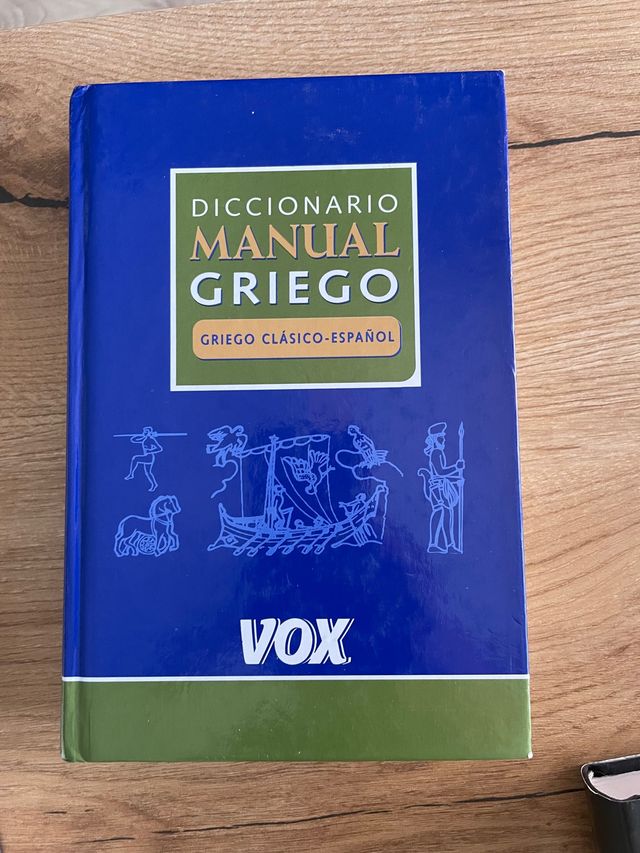 DICCIONARIO
MANUAL
GRIEGO
GRIEGO CLÁSICO-ESPAÑOL
VOX